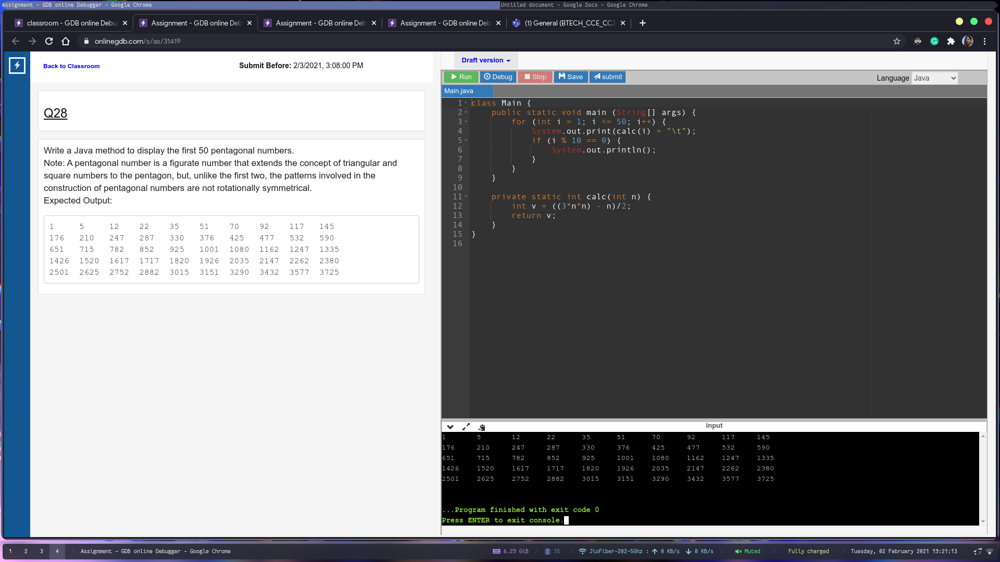 Assignment - GDB online Debugger - Google Chrome
Untitled document - Google Docs - Google Chrome
classroom - GDB online Debu
Assignment - GDB online Deb
Assignment - GDB online Deb
Assignment - GDB online Deb
(1) General (BTECH_CCE_CC2
onlinegdb.com/s/as/31419
Back to Classroom
Submit Before: 2/3/2021, 3:08:00 PM
Q28
Write a Java method to display the first 50 pentagonal numbers.
Note: A pentagonal number is a figurate number that extends the concept of triangular and
square numbers to the pentagon, but, unlike the first two, the patterns involved in the
construction of pentagonal numbers are not rotationally symmetrical.
Expected Output:
1 5 12 22 35 51 70 92 117 145
176 210 247 287 330 376 425 477 532 590
651 715 782 852 925 1001 1080 1162 1247 1335
1426 1520 1617 1717 1820 1926 2035 2147 2262 2380
2501 2625 2752 2882 3015 3151 3290 3432 3577 3725
Draft version
Run Debug Stop Save submit
Language Java
Main.java
1 class Main {
2 public static void main (String[] args) {
3 for (int i = 1; i <= 50; i++) {
4 System.out.print(calc(i) + "\t");
5 if (i % 10 == 0) {
6 System.out.println();
7 }
8 }
9 }
10
11 private static int calc(int n) {
12 int v = ((3*n*n) - n)/2;
13 return v;
14 }
15 }
16
input
1 5 12 22 35 51 70 92 117 145
176 210 247 287 330 376 425 477 532 590
651 715 782 852 925 1001 1080 1162 1247 1335
1426 1520 1617 1717 1820 1926 2035 2147 2262 2380
2501 2625 2752 2882 3015 3151 3290 3432 3577 3725
...Program finished with exit code 0
Press ENTER to exit console.
1 2 3 4 / Assignment - GDB online Debugger - Google Chrome
/ 6.29 GiB / 3% / JioFiber-202-5Ghz : 0 KB/s 0 KB/s / Muted / Fully charged / Tuesday, 02 February 2021 19:21:13